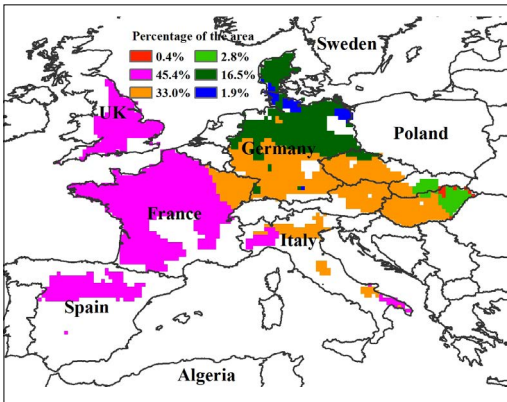 Percentage of the area
0.4% 2.8%
45.4% 16.5%
33.0% 1.9%
Sweden
UK
Poland
Germany
France
Italy
Spain
Algeria